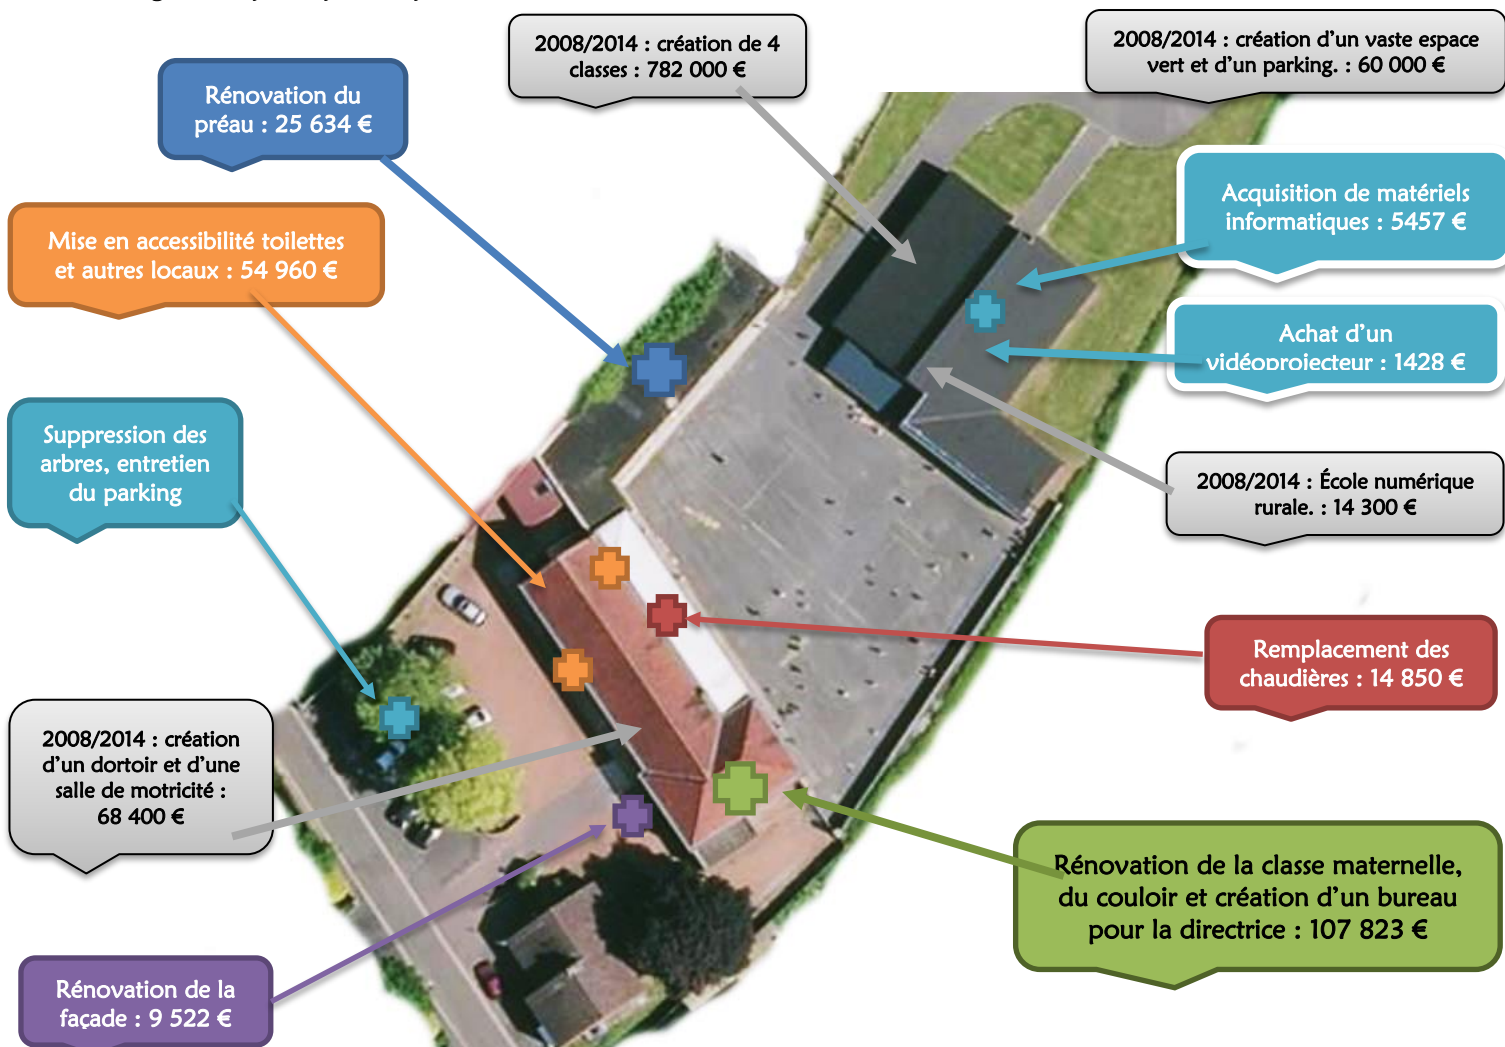 2008/2014 : création de 4
classes : 782 000 €
2008/2014 : création d’un vaste espace
vert et d’un parking. : 60 000 €
Rénovation du
préau : 25 634 €
Acquisition de matériels
informatiques : 5457 €
Mise en accessibilité toilettes
et autres locaux : 54 960 €
Achat d’un
vidéoprojecteur : 1428 €
Suppression des
arbres, entretien
du parking
2008/2014 : École numérique
rurale. : 14 300 €
Remplacement des
chaudières : 14 850 €
2008/2014 : création
d’un dortoir et d’une
salle de motricité :
68 400 €
Rénovation de la classe maternelle,
du couloir et création d’un bureau
pour la directrice : 107 823 €
Rénovation de la
façade : 9 522 €